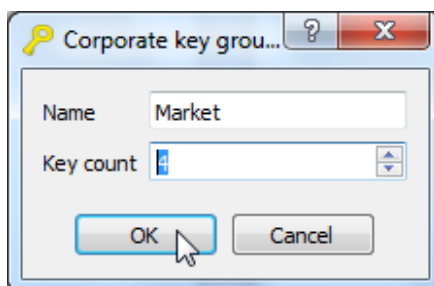 Corporate key grou...
?
X
Name Market
Key count 4
OK Cancel